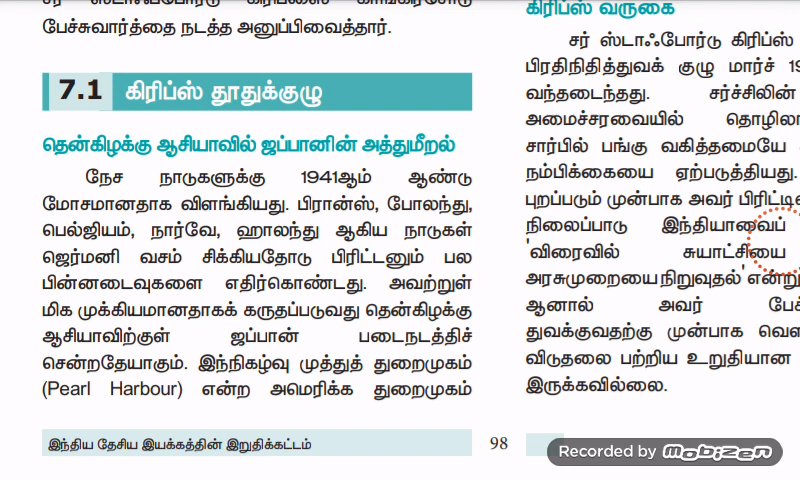 பேச்சுவார்த்தை நடத்த அனுப்பிவைத்தார்.
7.1 கிரிப்ஸ் தூதுக்குழு
தென்கிழக்கு ஆசியாவில் ஜப்பானின் அத்துமீறல்
நேச நாடுகளுக்கு 1941ஆம் ஆண்டு
மோசமானதாக விளங்கியது. பிரான்ஸ், போலந்து,
பெல்ஜியம், நார்வே, ஹாலந்து ஆகிய நாடுகள்
ஜெர்மனி வசம் சிக்கியதோடு பிரிட்டனும் பல
பின்னடைவுகளை எதிர்கொண்டது. அவற்றுள்
மிக முக்கியமானதாகக் கருதப்படுவது தென்கிழக்கு
ஆசியாவிற்குள் ஜப்பான் படைநடத்திச்
சென்றதேயாகும். இந்நிகழ்வு முத்துத் துறைமுகம்
(Pearl Harbour) என்ற அமெரிக்க துறைமுகம்
கிரிப்ஸ் வருகை
சர் ஸ்டாஃபோர்டு கிரிப்ஸ்
பிரதிநிதித்துவக் குழு மார்ச் 19
வந்தடைந்தது. சர்ச்சிலின்
அமைச்சரவையில்
சார்பில் பங்கு வகித்தமையே
நம்பிக்கையை ஏற்படுத்தியது.
புறப்படும் முன்பாக அவர்
நிலைப்பாடு இந்தியாவைப்
'விரைவில் சுயாட்சியை
அரசுமுறையை நிறுவுதல்'
ஆனால் அவர்
துவக்குவதற்கு முன்பாக
விடுதலை பற்றிய உறுதியான
இருக்கவில்லை.
இந்திய தேசிய இயக்கத்தின் இறுதிக்கட்டம் 98
Recorded by mobizen